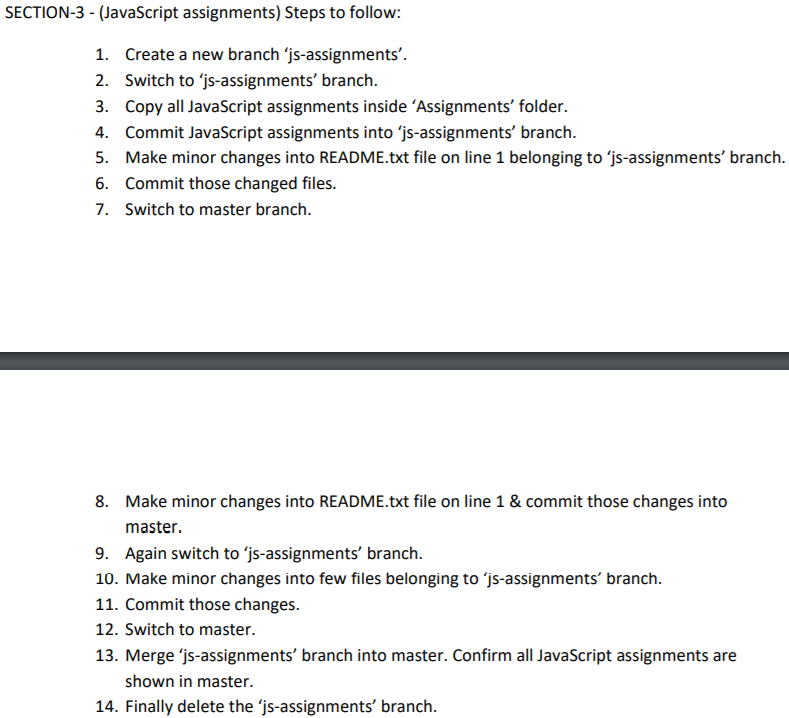 SECTION-3 - (JavaScript assignments) Steps to follow:
1. Create a new branch ‘js-assignments’.
2. Switch to ‘js-assignments’ branch.
3. Copy all JavaScript assignments inside ‘Assignments’ folder.
4. Commit JavaScript assignments into ‘js-assignments’ branch.
5. Make minor changes into README.txt file on line 1 belonging to ‘js-assignments’ branch.
6. Commit those changed files.
7. Switch to master branch.
8. Make minor changes into README.txt file on line 1 & commit those changes into
master.
9. Again switch to ‘js-assignments’ branch.
10. Make minor changes into few files belonging to ‘js-assignments’ branch.
11. Commit those changes.
12. Switch to master.
13. Merge ‘js-assignments’ branch into master. Confirm all JavaScript assignments are
shown in master.
14. Finally delete the ‘js-assignments’ branch.